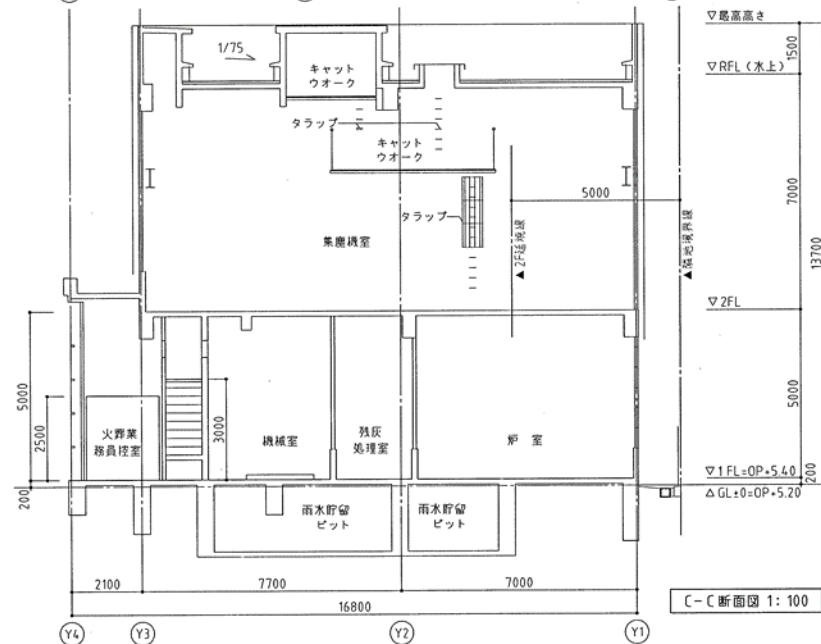 ▽最高高さ
1/75
キャット
ウオーク
1500
▽RFL（水上）
タラップ
キャット
ウオーク
5000
7000
タラップ
集塵機室
▲2F延焼線
▲隣地境界線
13700
▽2FL
5000
2500
火葬業
務員控室
3000
機械室
残灰
処理室
炉室
5000
▽1FL=OP+5.40
200
200
△GL±0=OP+5.20
雨水貯留
ピット
雨水貯留
ピット
2100
7700
7000
16800
C-C断面図 1:100
Y4
Y3
Y2
Y1